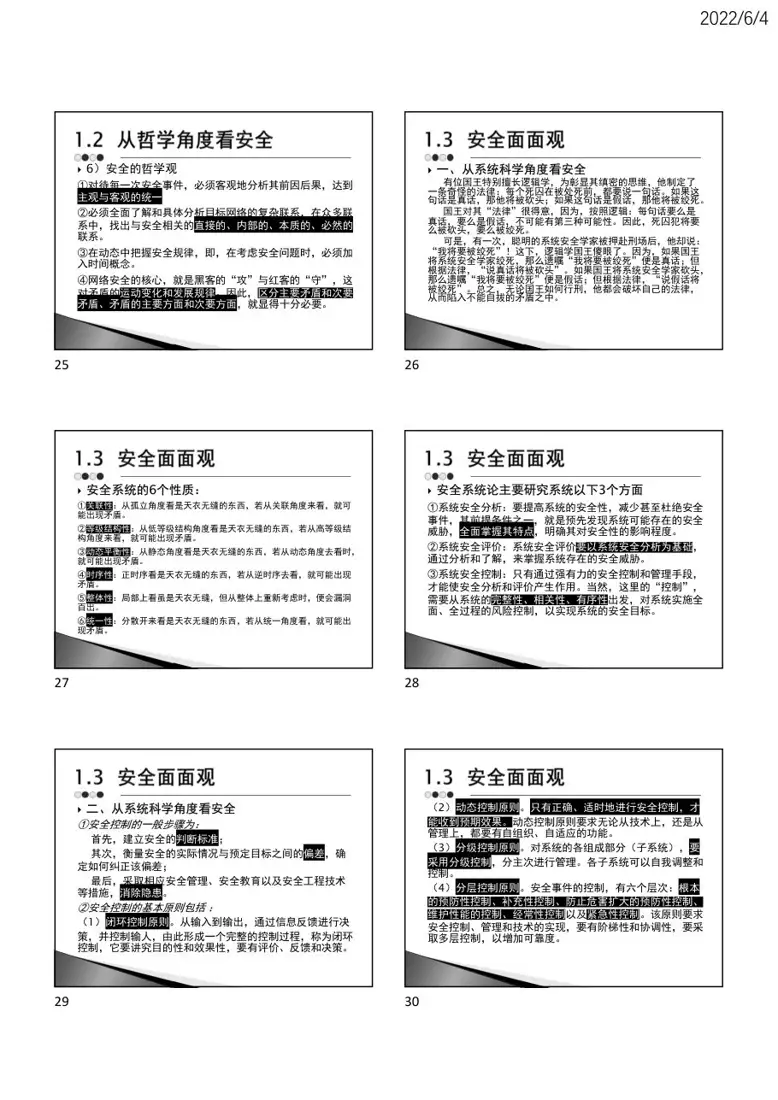 2022/6/4
1.2 从哲学角度看安全
6）安全的哲学观
①对待每一次安全事件，必须客观地分析其前因后果，达到
主观与客观的统一
②必须全面了解和具体分析目标网络的复杂联系，在众多联
系中，找出与安全相关的直接的、内部的、本质的、必然的
联系。
③在动态中把握安全规律，即，在考虑安全问题时，必须加
入时间概念。
④网络安全的核心，就是黑客的“攻”与红客的“守”，这
对矛盾的运动变化和发展规律。因此，区分主要矛盾和次要
矛盾、矛盾的主要方面和次要方面，就显得十分必要。
25
1.3 安全面面观
一、从系统科学角度看安全
有位国王特别擅长逻辑学，为彰显其缜密的思维，他制定了
一条奇怪的法律：每个死囚在被处死前，都要说一句话。如果这
句话是真话，那他将被砍头；如果这句话是假话，那他将被绞死。
国王对其“法律”很得意，因为，按照逻辑：每句话要么是
真话，要么是假话，不可能有第三种可能性。因此，死囚犯将要
么被砍头，要么被绞死。
可是，有一次，聪明的系统安全学家被押赴刑场后，他却说：
“我将要被绞死”！这下，逻辑学国王傻眼了。因为，如果国王
将系统安全学家绞死，那么遗嘱“我将要被绞死”便是真话；但
根据法律，“说真话将被砍头”。如果国王将系统安全学家砍头，
那么遗嘱“我将要被绞死”便是假话；但根据法律，“说假话将
被绞死”。总之，无论国王如何行刑，他都会破坏自己的法律，
从而陷入不能自拔的矛盾之中。
26
1.3 安全面面观
安全系统的6个性质：
①关联性：从孤立角度看是天衣无缝的东西，若从关联角度来看，就可
能出现矛盾。
②等级结构性：从低等级结构角度看是天衣无缝的东西，若从高等级结
构角度来看，就可能出现矛盾。
③动态平衡性：从静态角度看是天衣无缝的东西，若从动态角度去看时，
就可能出现矛盾。
④时序性：正时序看是天衣无缝的东西，若从逆时序去看，就可能出现
矛盾。
⑤整体性：局部上看虽是天衣无缝，但从整体上重新考虑时，便会漏洞
百出。
⑥统一性：分散开来看是天衣无缝的东西，若从统一角度看，就可能出
现矛盾。
27
1.3 安全面面观
安全系统论主要研究系统以下3个方面
①系统安全分析：要提高系统的安全性，减少甚至杜绝安全
事件，其前提条件之一，就是预先发现系统可能存在的安全
威胁，全面掌握其特点，明确其对安全性的影响程度。
②系统安全评价：系统安全评价要以系统安全分析为基础，
通过分析和了解，来掌握系统存在的安全威胁。
③系统安全控制：只有通过强有力的安全控制和管理手段，
才能使安全分析和评价产生作用。当然，这里的“控制”，
需要从系统的完整性、相关性、有序性出发，对系统实施全
面、全过程的风险控制，以实现系统的安全目标。
28
1.3 安全面面观
二、从系统科学角度看安全
①安全控制的一般步骤为：
首先，建立安全的判断标准；
其次，衡量安全的实际情况与预定目标之间的偏差，确
定如何纠正该偏差；
最后，采取相应安全管理、安全教育以及安全工程技术
等措施，消除隐患。
②安全控制的基本原则包括：
（1）闭环控制原则。从输入到输出，通过信息反馈进行决
策，并控制输人，由此形成一个完整的控制过程，称为闭环
控制，它要讲究目的性和效果性，要有评价、反馈和决策。
29
1.3 安全面面观
（2）动态控制原则。只有正确、适时地进行安全控制，才
能收到预期效果。动态控制原则要求无论从技术上，还是从
管理上，都要有自组织、自适应的功能。
（3）分级控制原则。对系统的各组成部分（子系统），要
采用分级控制，分主次进行管理。各子系统可以自我调整和
控制。
（4）分层控制原则。安全事件的控制，有六个层次：根本
的预防性控制、补充性控制、防止危害扩大的预防性控制、
维护性能的控制、经常性控制以及紧急性控制。该原则要求
安全控制、管理和技术的实现，要有阶梯性和协调性，要采
取多层控制，以增加可靠度。
30